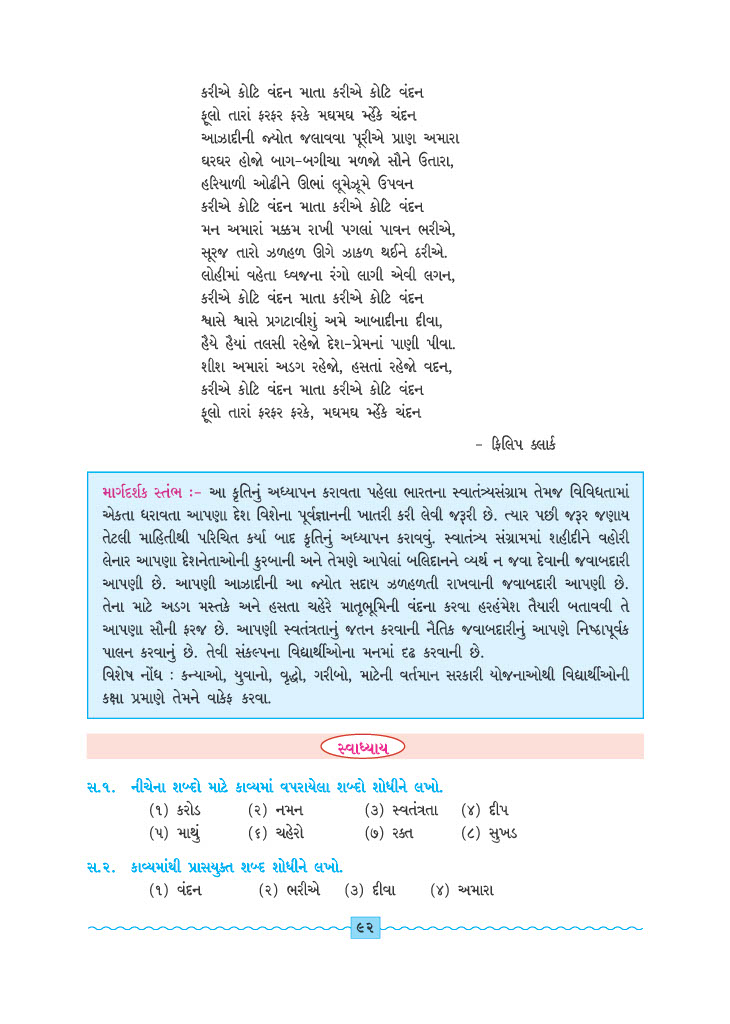 કરીએ કોટિ વંદન માતા કરીએ કોટિ વંદન
ફૂલો તારાં ફરફર ફરકે મઘમઘ મ્હેંકે ચંદન
આઝાદીની જ્યોત જલાવવા પૂરીએ પ્રાણ અમારા
ઘરઘર હોજો બાગ-બગીચા મળજો સૌને ઉતારા,
હરિયાળી ઓઢીને ઊભાં લૂમેઝૂમે ઉપવન
કરીએ કોટિ વંદન માતા કરીએ કોટિ વંદન
મન અમારાં મક્કમ રાખી પગલાં પાવન ભરીએ,
સૂરજ તારો ઝળહળ ઊગે ઝાકળ થઈને ઠરીએ.
લોહીમાં વહેતા ધ્વજના રંગો લાગી એવી લગન,
કરીએ કોટિ વંદન માતા કરીએ કોટિ વંદન
શ્વાસે શ્વાસે પ્રગટાવીશું અમે આબાદીના દીવા,
હૈયે હૈયાં તલસી રહેજો દેશ-પ્રેમનાં પાણી પીવા.
શીશ અમારાં અડગ રહેજો, હસતાં રહેજો વદન,
કરીએ કોટિ વંદન માતા કરીએ કોટિ વંદન
ફૂલો તારાં ફરફર ફરકે, મઘમઘ મ્હેંકે ચંદન
- ફિલિપ ક્લાર્ક
માર્ગદર્શક સ્તંભ :- આ કૃતિનું અધ્યાપન કરાવતા પહેલા ભારતના સ્વાતંત્ર્યસંગ્રામ તેમજ વિવિધતામાં
એકતા ધરાવતા આપણા દેશ વિશેના પૂર્વજ્ઞાનની ખાતરી કરી લેવી જરૂરી છે. ત્યાર પછી જરૂર જણાય
તેટલી માહિતીથી પરિચિત કર્યા બાદ કૃતિનું અધ્યાપન કરાવવું. સ્વાતંત્ર્ય સંગ્રામમાં શહીદીને વહોરી
લેનાર આપણા દેશનેતાઓની કુરબાની અને તેમણે આપેલાં બલિદાનને વ્યર્થ ન જવા દેવાની જવાબદારી
આપણી છે. આપણી આઝાદીની આ જ્યોત સદાય ઝળહળતી રાખવાની જવાબદારી આપણી છે.
તેના માટે અડગ મસ્તકે અને હસતા ચહેરે માતૃભૂમિની વંદના કરવા હરહંમેશ તૈયારી બતાવવી તે
આપણા સૌની ફરજ છે. આપણી સ્વતંત્રતાનું જતન કરવાની નૈતિક જવાબદારીનું આપણે નિષ્ઠાપૂર્વક
પાલન કરવાનું છે. તેવી સંકલ્પના વિદ્યાર્થીઓના મનમાં દૃઢ કરવાની છે.
વિશેષ નોંધ : કન્યાઓ, યુવાનો, વૃદ્ધો, ગરીબો, માટેની વર્તમાન સરકારી યોજનાઓથી વિદ્યાર્થીઓની
કક્ષા પ્રમાણે તેમને વાકેફ કરવા.
સ્વાધ્યાય
સ.૧. નીચેના શબ્દો માટે કાવ્યમાં વપરાયેલા શબ્દો શોધીને લખો.
(૧) કરોડ (૨) નમન (૩) સ્વતંત્રતા (૪) દીપ
(૫) માથું (૬) ચહેરો (૭) રક્ત (૮) સુખડ
સ.૨. કાવ્યમાંથી પ્રાસયુક્ત શબ્દ શોધીને લખો.
(૧) વંદન (૨) ભરીએ (૩) દીવા (૪) અમારા
૯૨